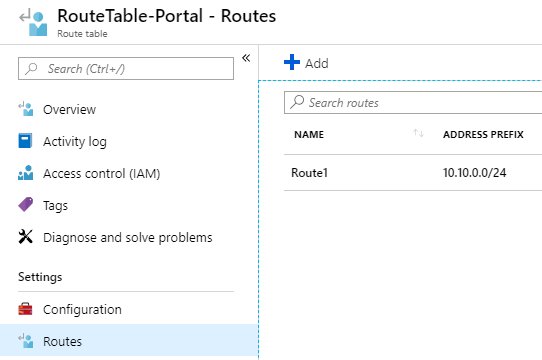 RouteTable-Portal - Routes
Route table
Search (Ctrl+/)
«
Overview
Activity log
Access control (IAM)
Tags
Diagnose and solve problems
Settings
Configuration
Routes
+ Add
Search routes
NAME ↑↓ ADDRESS PREFIX
Route1 10.10.0.0/24